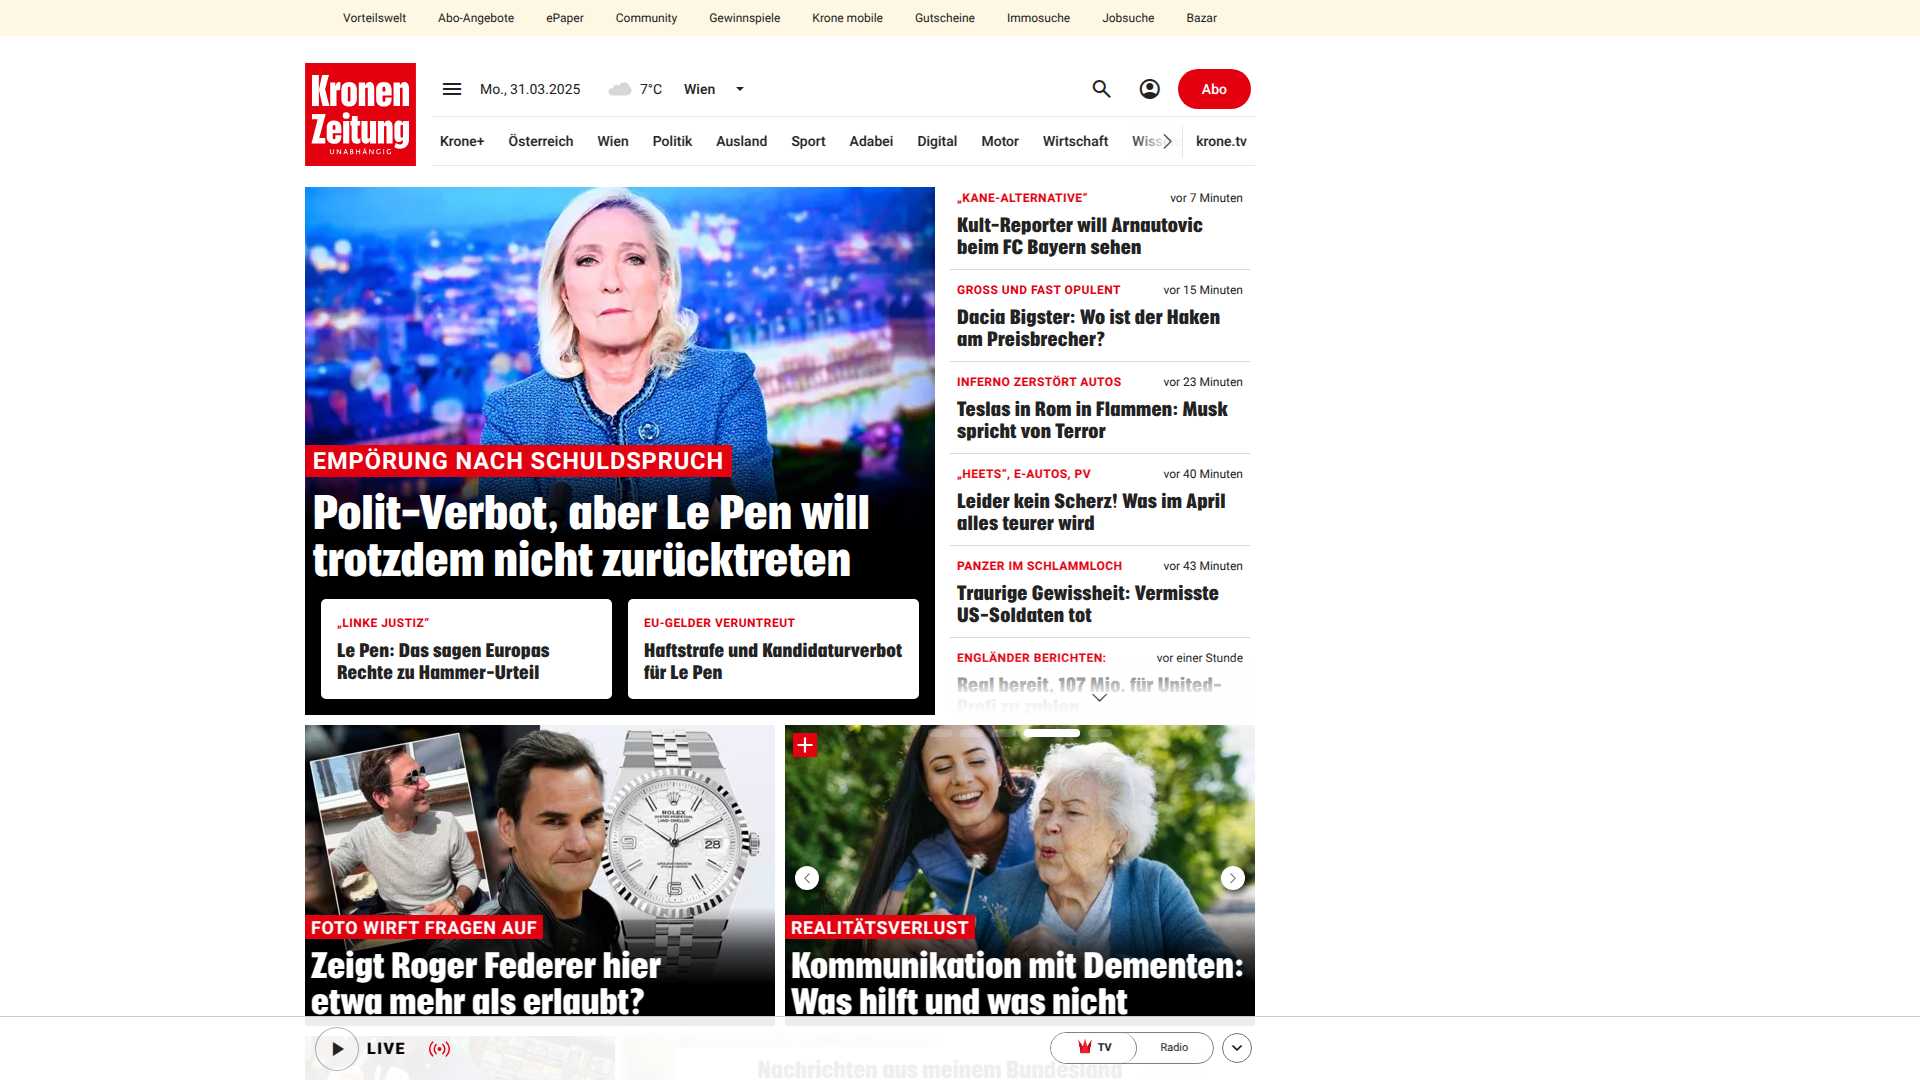 Vorteilswelt Abo-Angebote ePaper Community Gewinnspiele Krone mobile Gutscheine Immosuche Jobsuche Bazar
Kronen
Zeitung
UNABHÄNGIG
Mo., 31.03.2025 7°C Wien
Abo
Krone+ Österreich Wien Politik Ausland Sport Adabei Digital Motor Wirtschaft Wiss krone.tv
EMPÖRUNG NACH SCHULDSPRUCH
Polit-Verbot, aber Le Pen will
trotzdem nicht zurücktreten
„LINKE JUSTIZ“
Le Pen: Das sagen Europas
Rechte zu Hammer-Urteil
EU-GELDER VERUNTREUT
Haftstrafe und Kandidaturverbot
für Le Pen
„KANE-ALTERNATIVE“ vor 7 Minuten
Kult-Reporter will Arnautovic
beim FC Bayern sehen
GROSS UND FAST OPULENT vor 15 Minuten
Dacia Bigster: Wo ist der Haken
am Preisbrecher?
INFERNO ZERSTÖRT AUTOS vor 23 Minuten
Teslas in Rom in Flammen: Musk
spricht von Terror
„HEETS“, E-AUTOS, PV vor 40 Minuten
Leider kein Scherz! Was im April
alles teurer wird
PANZER IM SCHLAMMLOCH vor 43 Minuten
Traurige Gewissheit: Vermisste
US-Soldaten tot
ENGLÄNDER BERICHTEN: vor einer Stunde
Real bereit, 107 Mio. für United-
Profi zu zahlen
ROLEX
28
FOTO WIRFT FRAGEN AUF
Zeigt Roger Federer hier
etwa mehr als erlaubt?
REALITÄTSVERLUST
Kommunikation mit Dementen:
Was hilft und was nicht
LIVE
TV Radio
Nachrichten aus meinem Bundesland